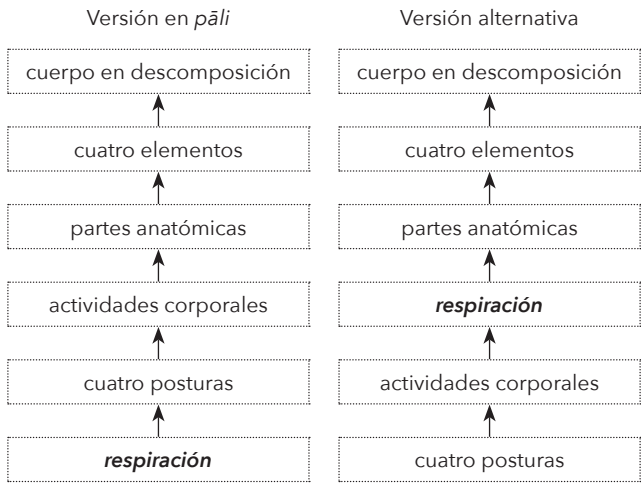 Versión en pāli
cuerpo en descomposición
cuatro elementos
partes anatómicas
actividades corporales
cuatro posturas
respiración
Versión alternativa
cuerpo en descomposición
cuatro elementos
partes anatómicas
respiración
actividades corporales
cuatro posturas